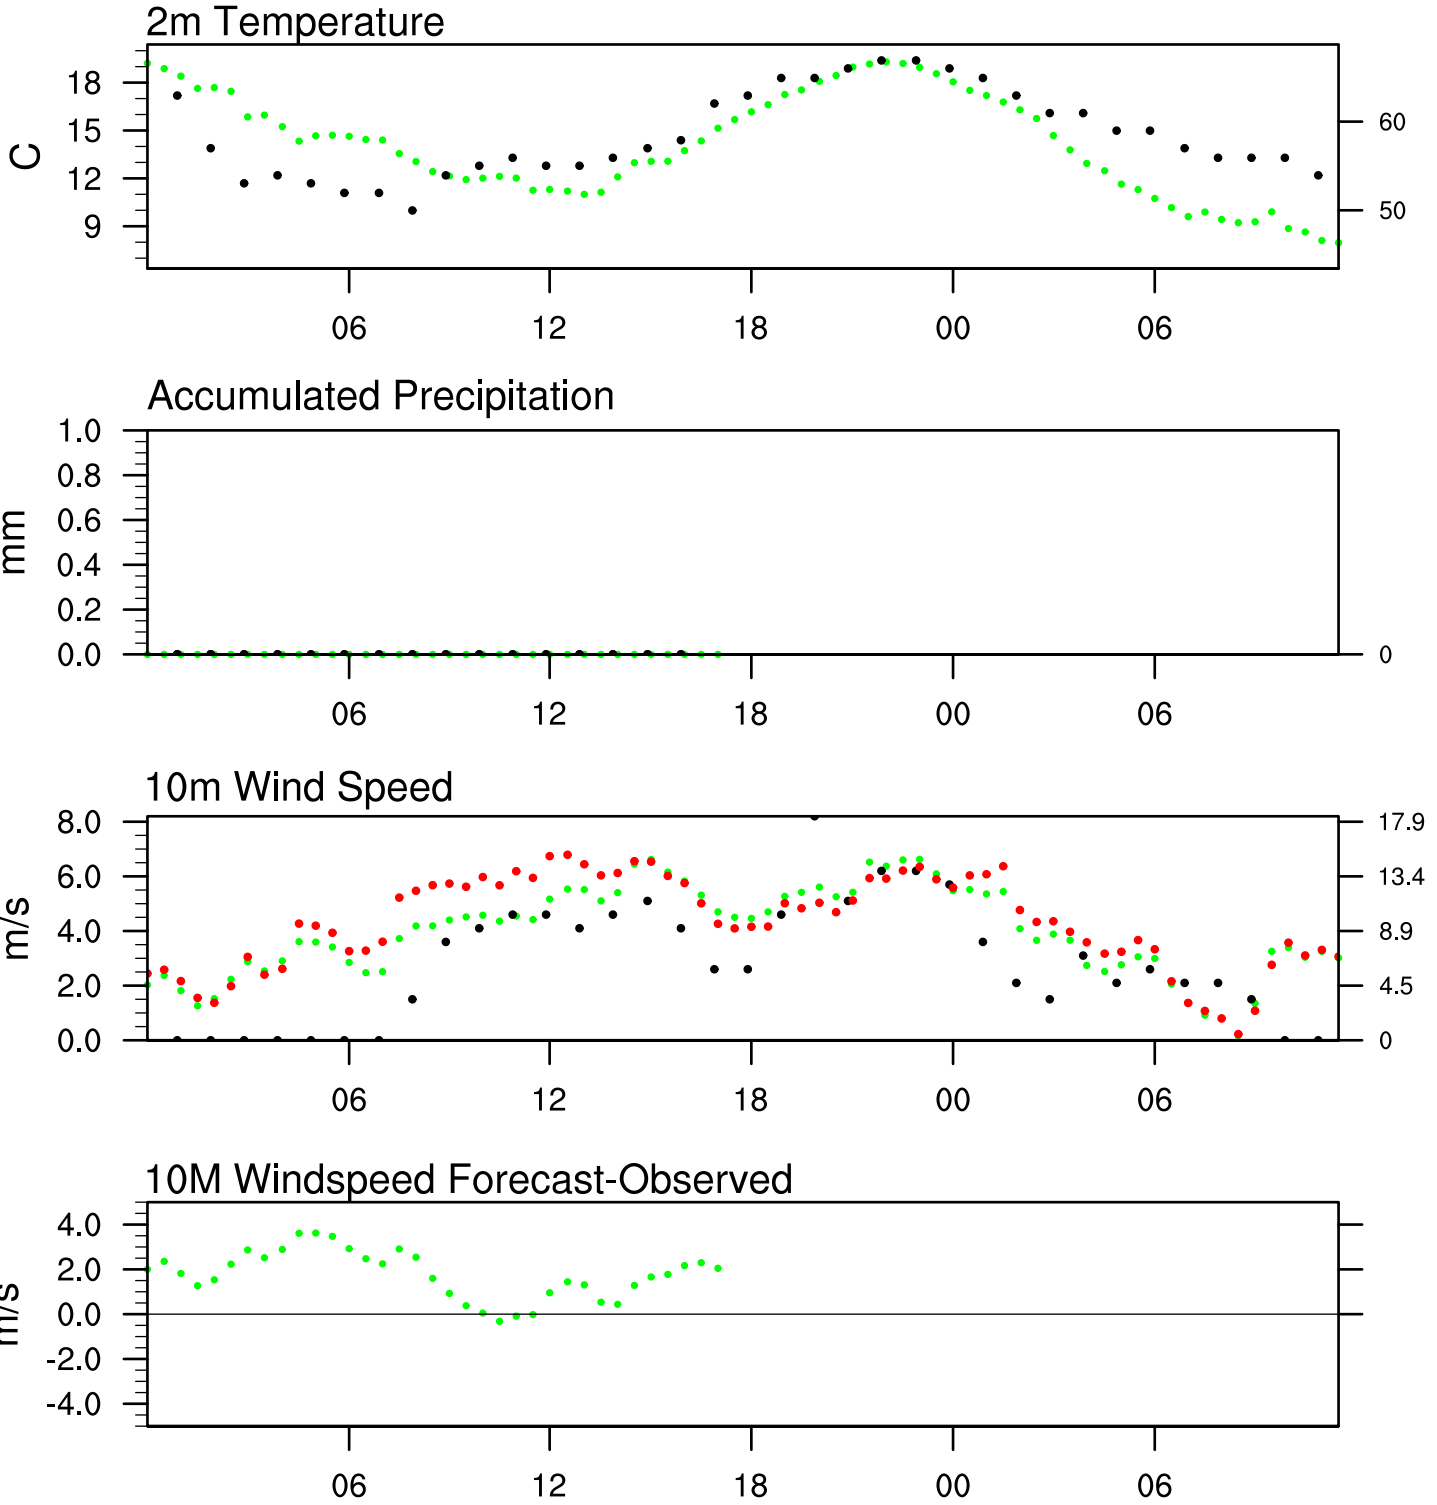 2m Temperature
18
15
12
9
C
60
50
06 12 18 00 06
Accumulated Precipitation
1.0
0.8
0.6
0.4
0.2
0.0
mm
0
06 12 18 00 06
10m Wind Speed
8.0 17.9
6.0 13.4
4.0 8.9
2.0 4.5
0.0 0
m/s
06 12 18 00 06
10M Windspeed Forecast-Observed
4.0
2.0
0.0
-2.0
-4.0
m/s
06 12 18 00 06